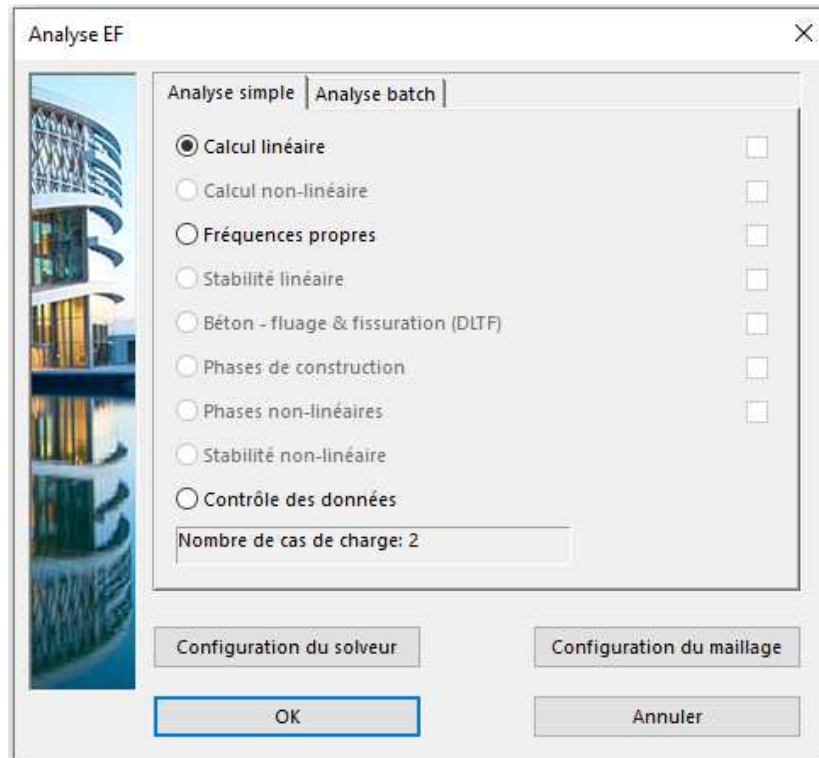 Analyse EF
Analyse simple Analyse batch
Calcul linéaire
Calcul non-linéaire
Fréquences propres
Stabilité linéaire
Béton - fluage & fissuration (DLTF)
Phases de construction
Phases non-linéaires
Stabilité non-linéaire
Contrôle des données
Nombre de cas de charge: 2
Configuration du solveur Configuration du maillage
OK Annuler